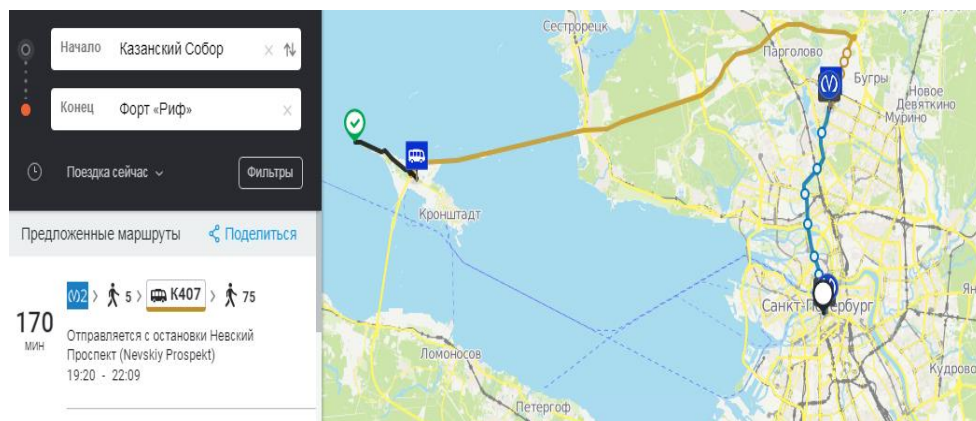 Начало Казанский Собор
Конец Форт «Риф»
Поездка сейчас
Фильтры
Предложенные маршруты
Поделиться
2 > 5 > К407 > 75
170
мин
Отправляется с остановки Невский
Проспект (Nevskiy Prospekt)
19:20 - 22:09
Сестрорецк
Парголово
Бугры
Новое
Девяткино
Мурино
Кронштадт
Санкт-Петербург
Ян
Ломоносов
Кудрово
Петергоф